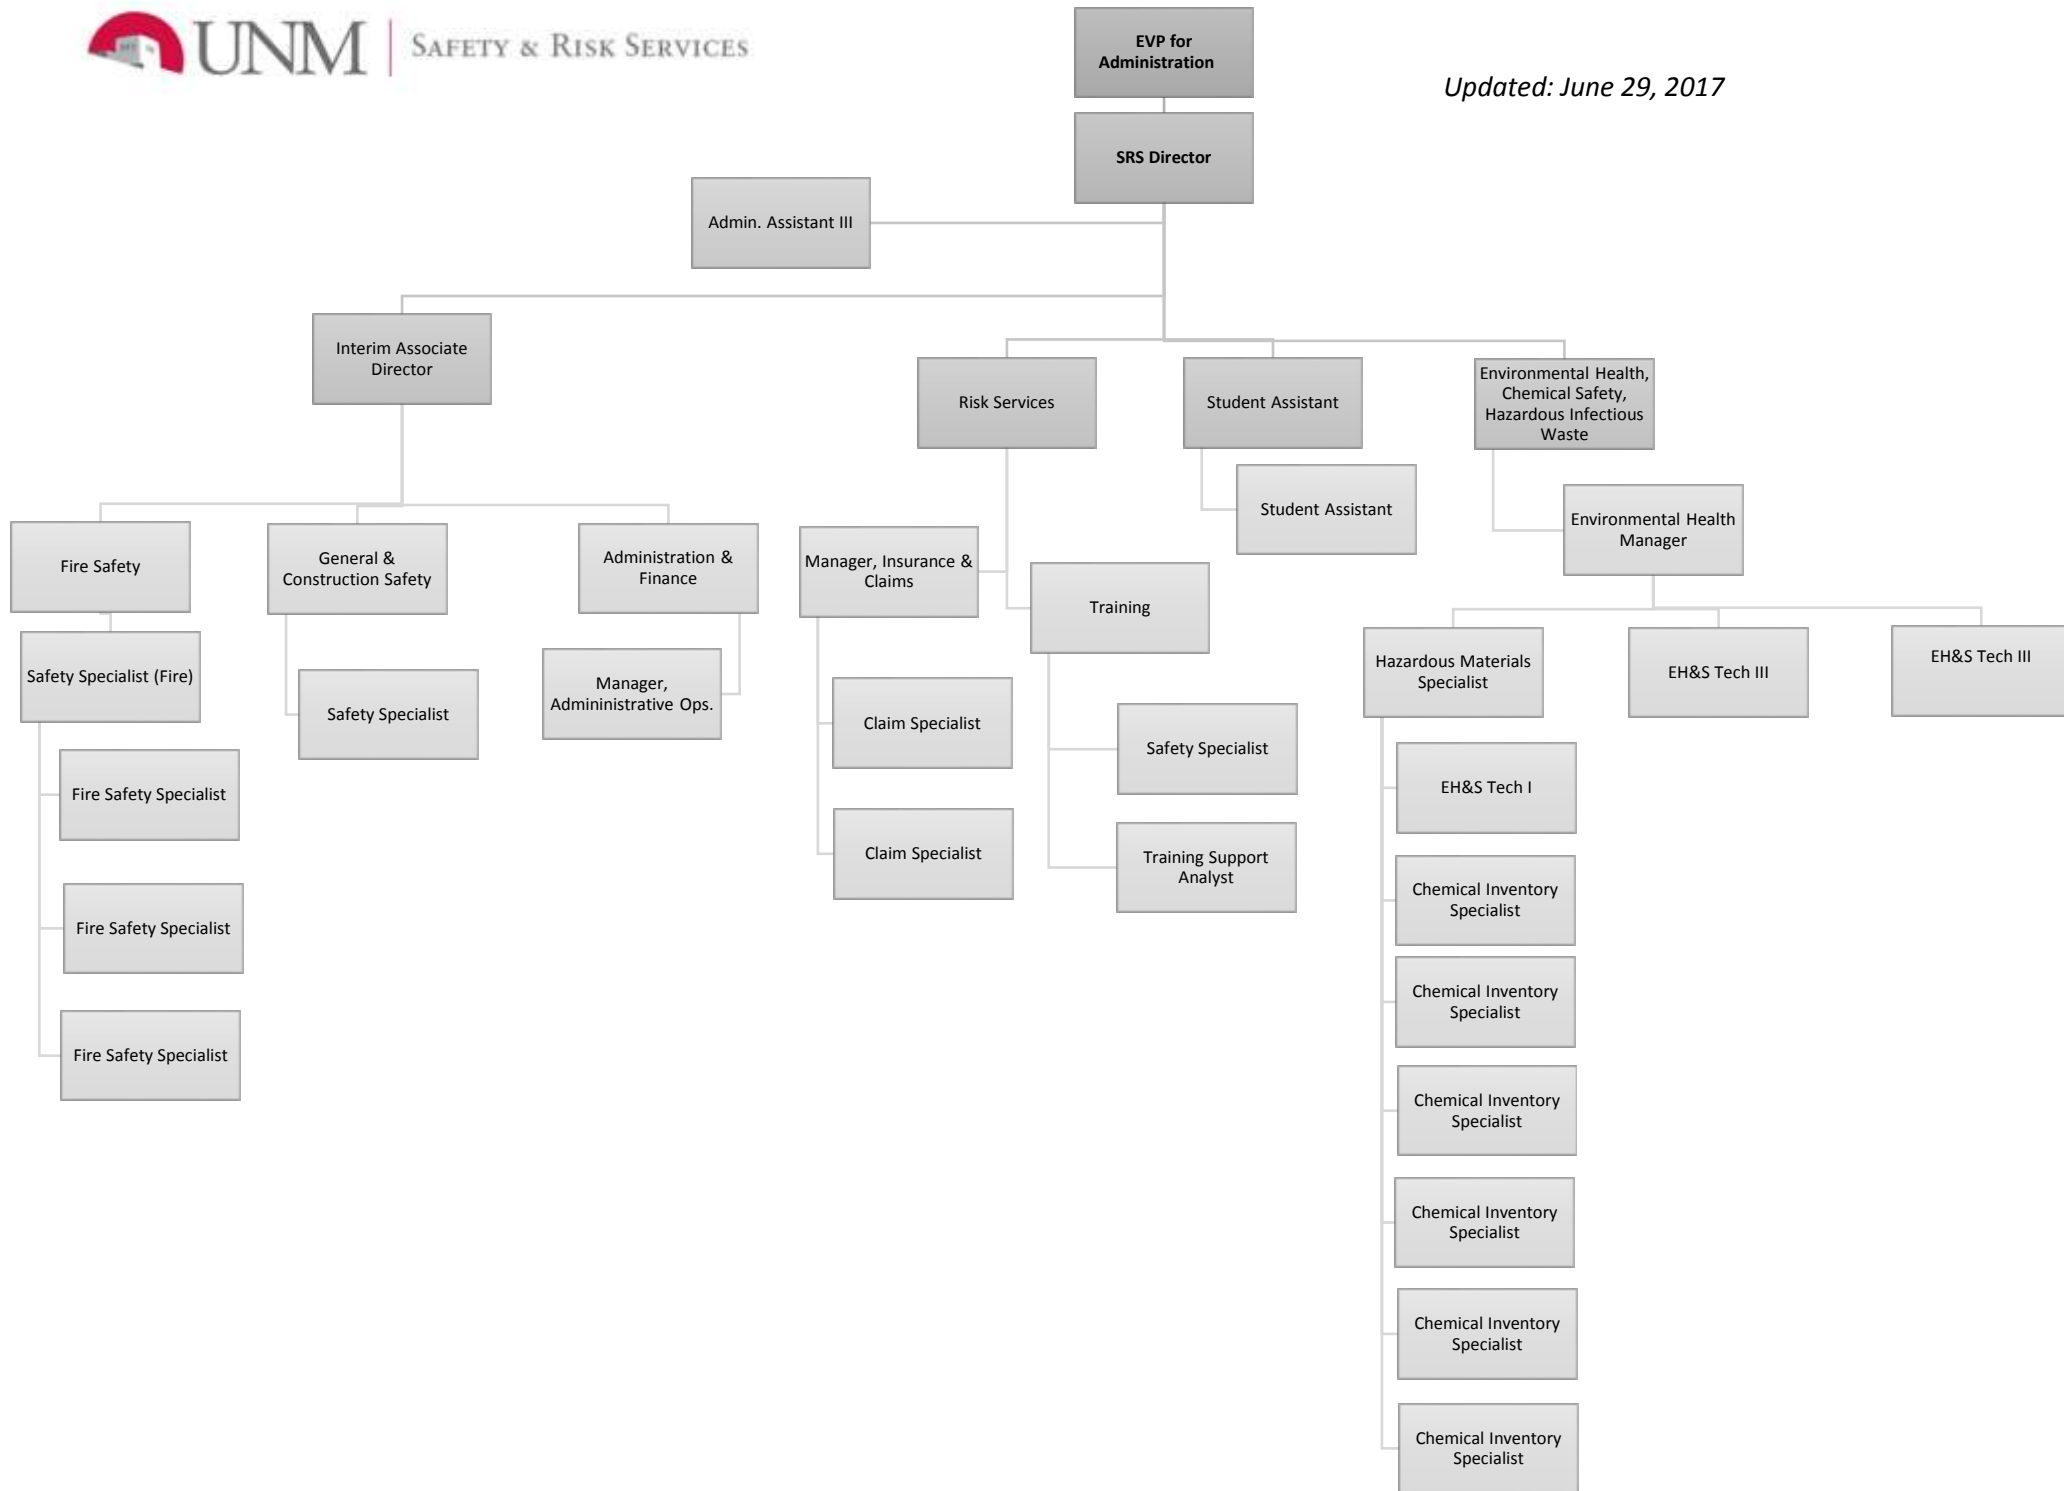 UNM SAFETY & RISK SERVICES
EVP for
Administration
Updated: June 29, 2017
SRS Director
Admin. Assistant III
Interim Associate
Director
Risk Services
Student Assistant
Environmental Health,
Chemical Safety,
Hazardous Infectious
Waste
Student Assistant
Environmental Health
Manager
Fire Safety
General &
Construction Safety
Administration &
Finance
Manager, Insurance &
Claims
Training
Safety Specialist (Fire)
Safety Specialist
Manager,
Admininistrative Ops.
Hazardous Materials
Specialist
EH&S Tech III
EH&S Tech III
Claim Specialist
Safety Specialist
Fire Safety Specialist
EH&S Tech I
Claim Specialist
Training Support
Analyst
Fire Safety Specialist
Chemical Inventory
Specialist
Chemical Inventory
Specialist
Fire Safety Specialist
Chemical Inventory
Specialist
Chemical Inventory
Specialist
Chemical Inventory
Specialist
Chemical Inventory
Specialist